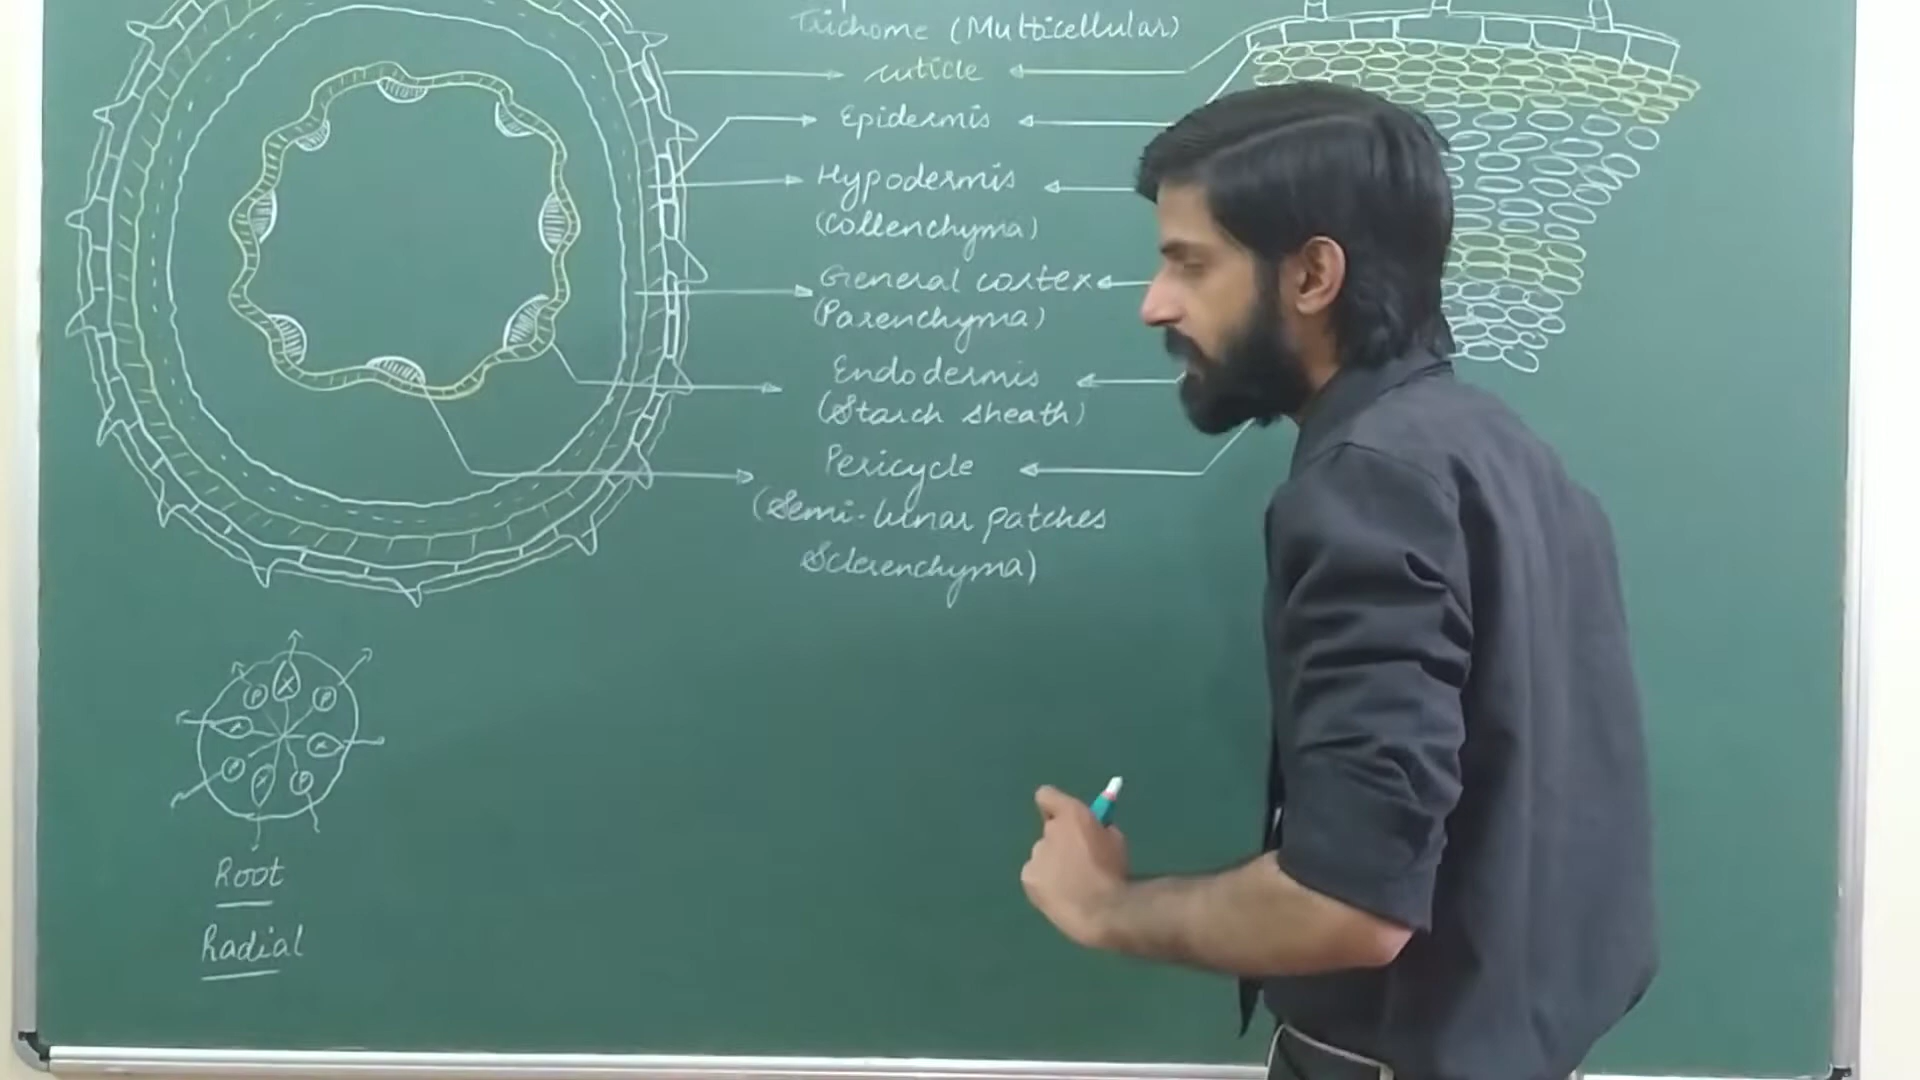 Trichome (Multicellular)
cuticle
Epidermis
Hypodermis
(Collenchyma)
General cortex
(Parenchyma)
Endodermis
(Starch sheath)
Pericycle
(Semi-lunar patches
Sclerenchyma)
X
P
P
X
X
P
X
P
Root
Radial